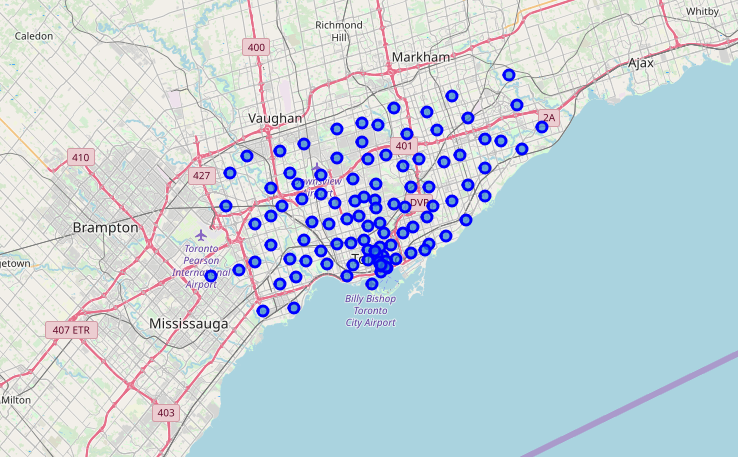 Whitby
Richmond
Hill
Caledon
400
Markham
Ajax
Vaughan
2A
401
410
427
DVP
Brampton
Toronto
Pearson
International
Airport
Billy Bishop
Toronto
City Airport
407 ETR
Mississauga
Milton
403